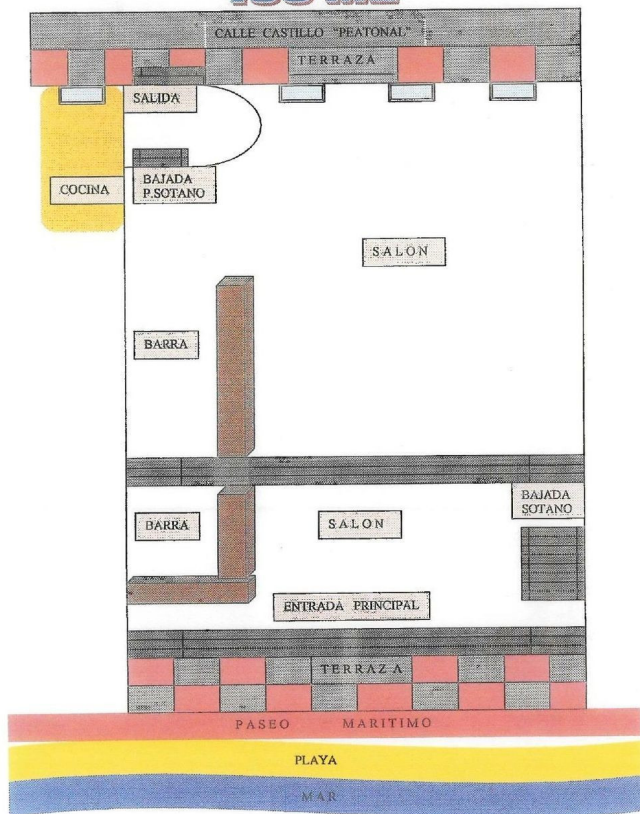 CALLE CASTILLO "PEATONAL"
TERRAZA
SALIDA
COCINA
BAJADA
P.SOTANO
SALON
BARRA
BAJADA
SOTANO
BARRA
SALON
ENTRADA PRINCIPAL
TERRAZA
PASEO MARITIMO
PLAYA
MAR